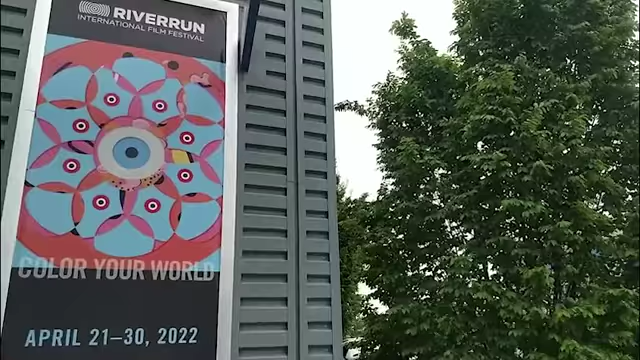 RIVERRUN
INTERNATIONAL FILM FESTIVAL
COLOR YOUR WORLD
APRIL 21–30, 2022